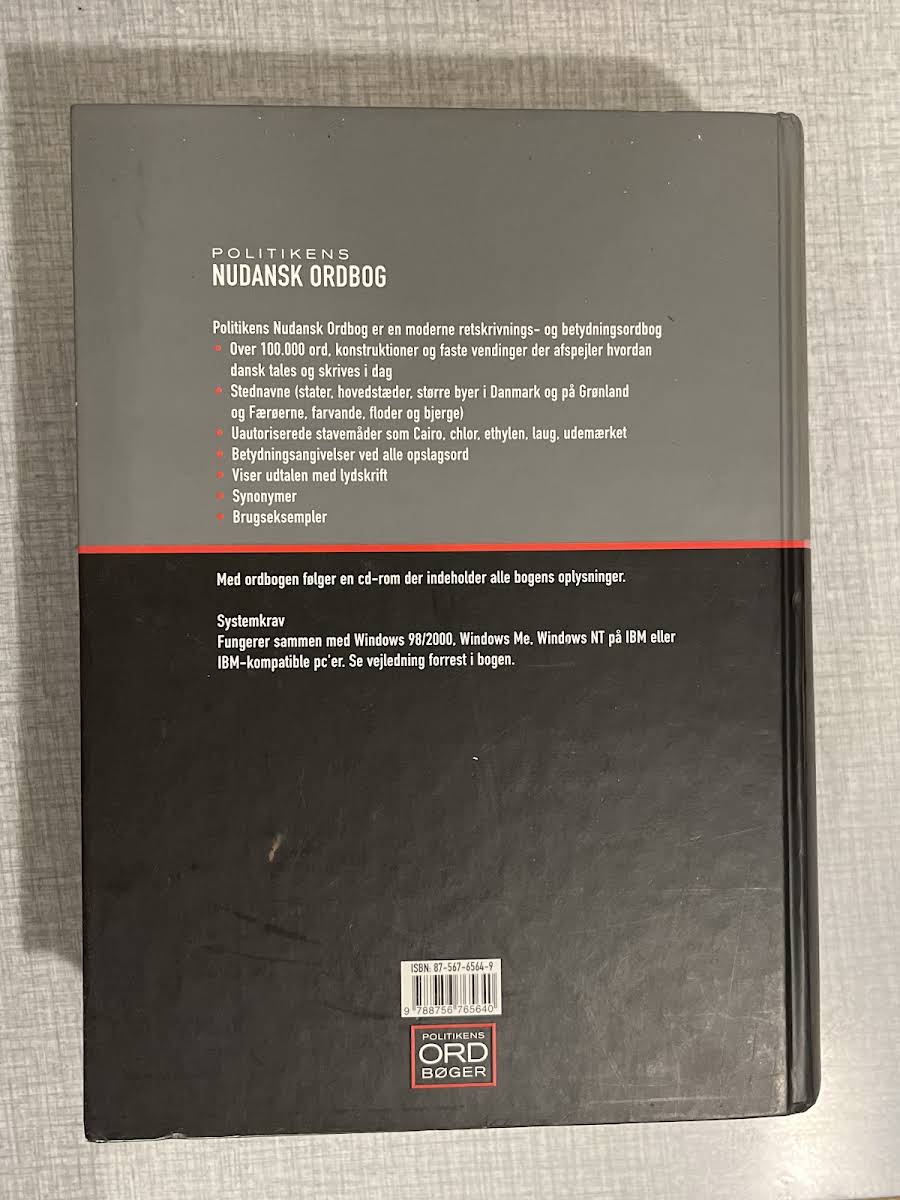 POLITIKENS
NUDANSK ORDBOG
Politikens Nudansk Ordbog er en moderne retskrivnings- og betydningsordbog
• Over 100.000 ord, konstruktioner og faste vendinger der afspejler hvordan
dansk tales og skrives i dag
• Stednavne (stater, hovedstæder, større byer i Danmark og på Grønland
og Færøerne, farvande, floder og bjerge)
• Uautoriserede stavemåder som Cairo, chlor, ethylen, laug, udemærket
• Betydningsangivelser ved alle opslagsord
• Viser udtalen med lydskrift
• Synonymer
• Brugseksempler
Med ordbogen følger en cd-rom der indeholder alle bogens oplysninger.
Systemkrav
Fungerer sammen med Windows 98/2000, Windows Me, Windows NT på IBM eller
IBM-kompatible pc'er. Se vejledning forrest i bogen.
ISBN: 87-567-6564-9
9 788756 765640
POLITIKENS
ORD
BØGER